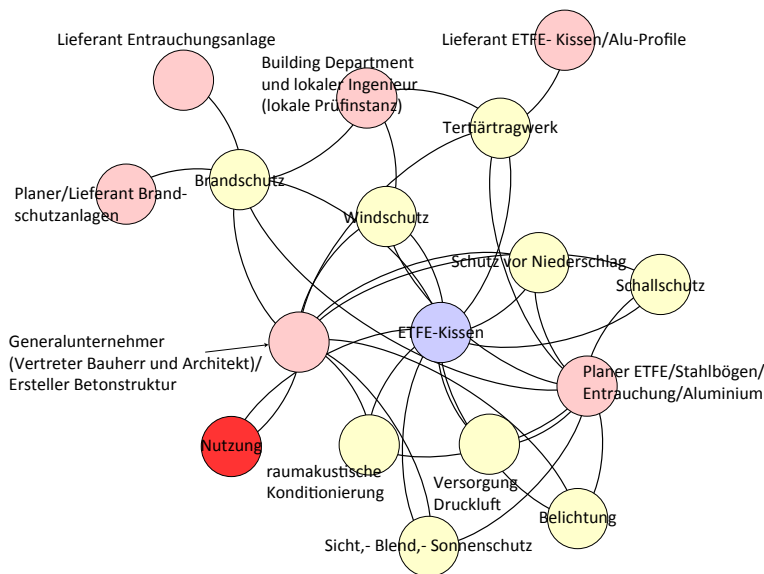 Lieferant Entrauchungsanlage
Lieferant ETFE- Kissen/Alu-Profile
Building Department
und lokaler Ingenieur
(lokale Prüfinstanz)
Tertiärtragwerk
Brandschutz
Planer/Lieferant Brand-
schutzanlagen
Windschutz
Schutz vor Niederschlag
Schallschutz
ETFE-Kissen
Generalunternehmer
(Vertreter Bauherr und Architekt)/
Ersteller Betonstruktur
Planer ETFE/Stahlbögen/
Entrauchung/Aluminium
Nutzung
raumakustische
Konditionierung
Versorgung
Druckluft
Belichtung
Sicht,- Blend,- Sonnenschutz